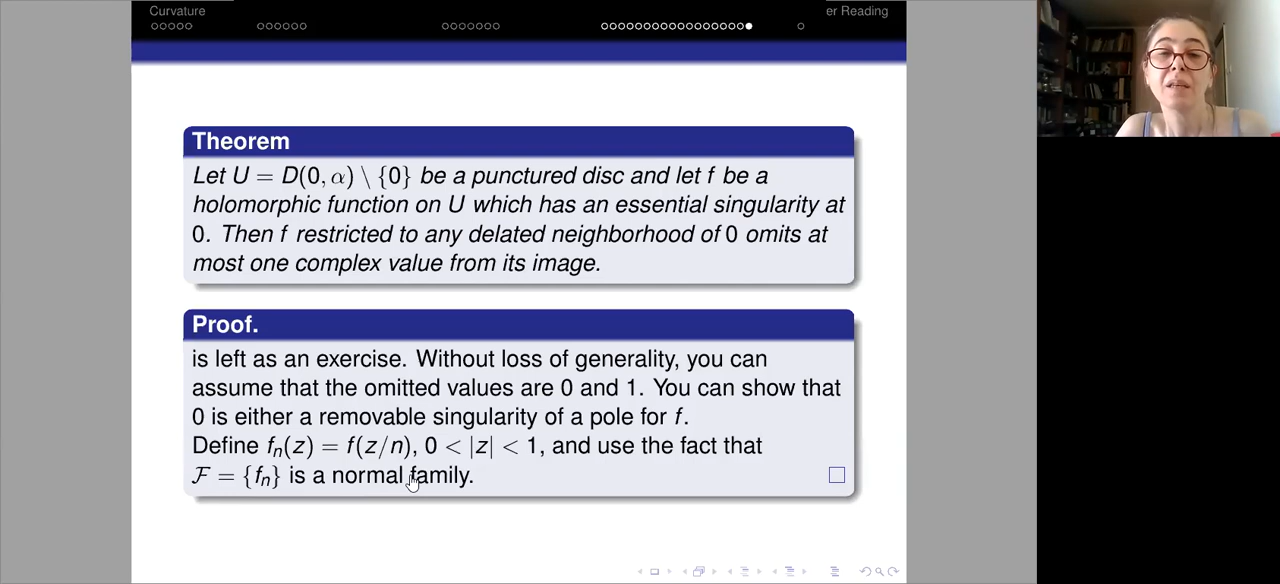 Curvature
er Reading
Theorem
Let U = D(0, α) \ {0} be a punctured disc and let f be a
holomorphic function on U which has an essential singularity at
0. Then f restricted to any delated neighborhood of 0 omits at
most one complex value from its image.
Proof.
is left as an exercise. Without loss of generality, you can
assume that the omitted values are 0 and 1. You can show that
0 is either a removable singularity of a pole for f.
Define fₙ(z) = f(z/n), 0 < |z| < 1, and use the fact that
ℱ = {fₙ} is a normal family.